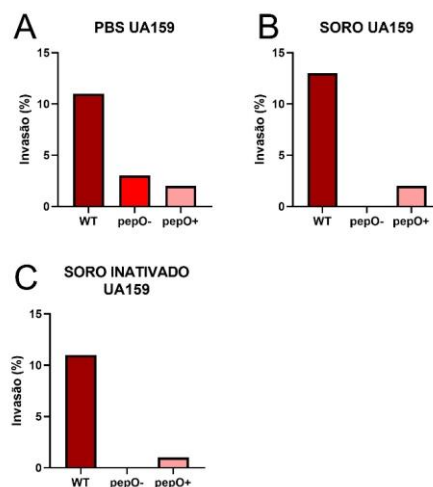 A
PBS UA159
Invasão (%)
15
10
5
0
WT pepO- pepO+
B
SORO UA159
Invasão (%)
15
10
5
0
WT pepO- pepO+
C
SORO INATIVADO
UA159
Invasão (%)
15
10
5
0
WT pepO- pepO+